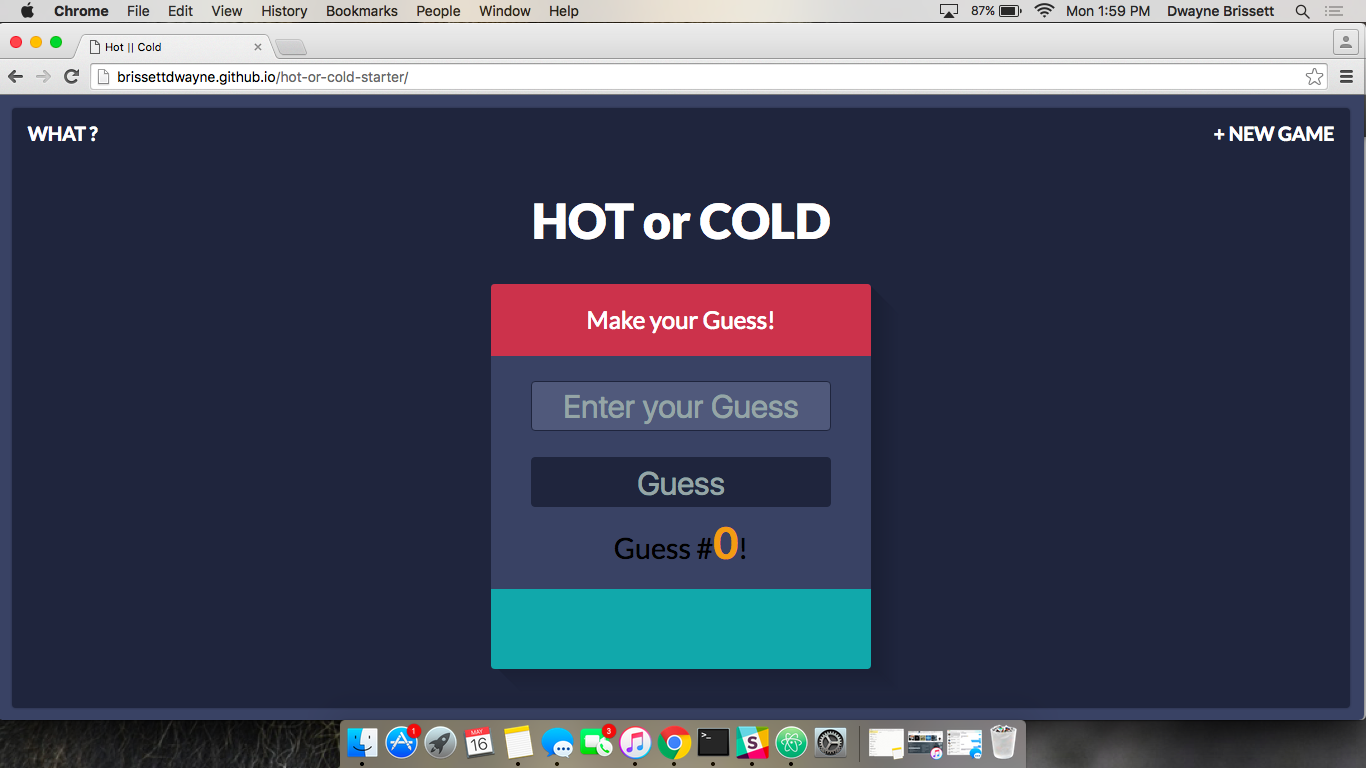 Chrome File Edit View History Bookmarks People Window Help 87% Mon 1:59 PM Dwayne Brissett
Hot || Cold
brissettdwayne.github.io/hot-or-cold-starter/
WHAT ? + NEW GAME
HOT or COLD
Make your Guess!
Enter your Guess
Guess
Guess #0!
1 MAY 16 3 >_ S